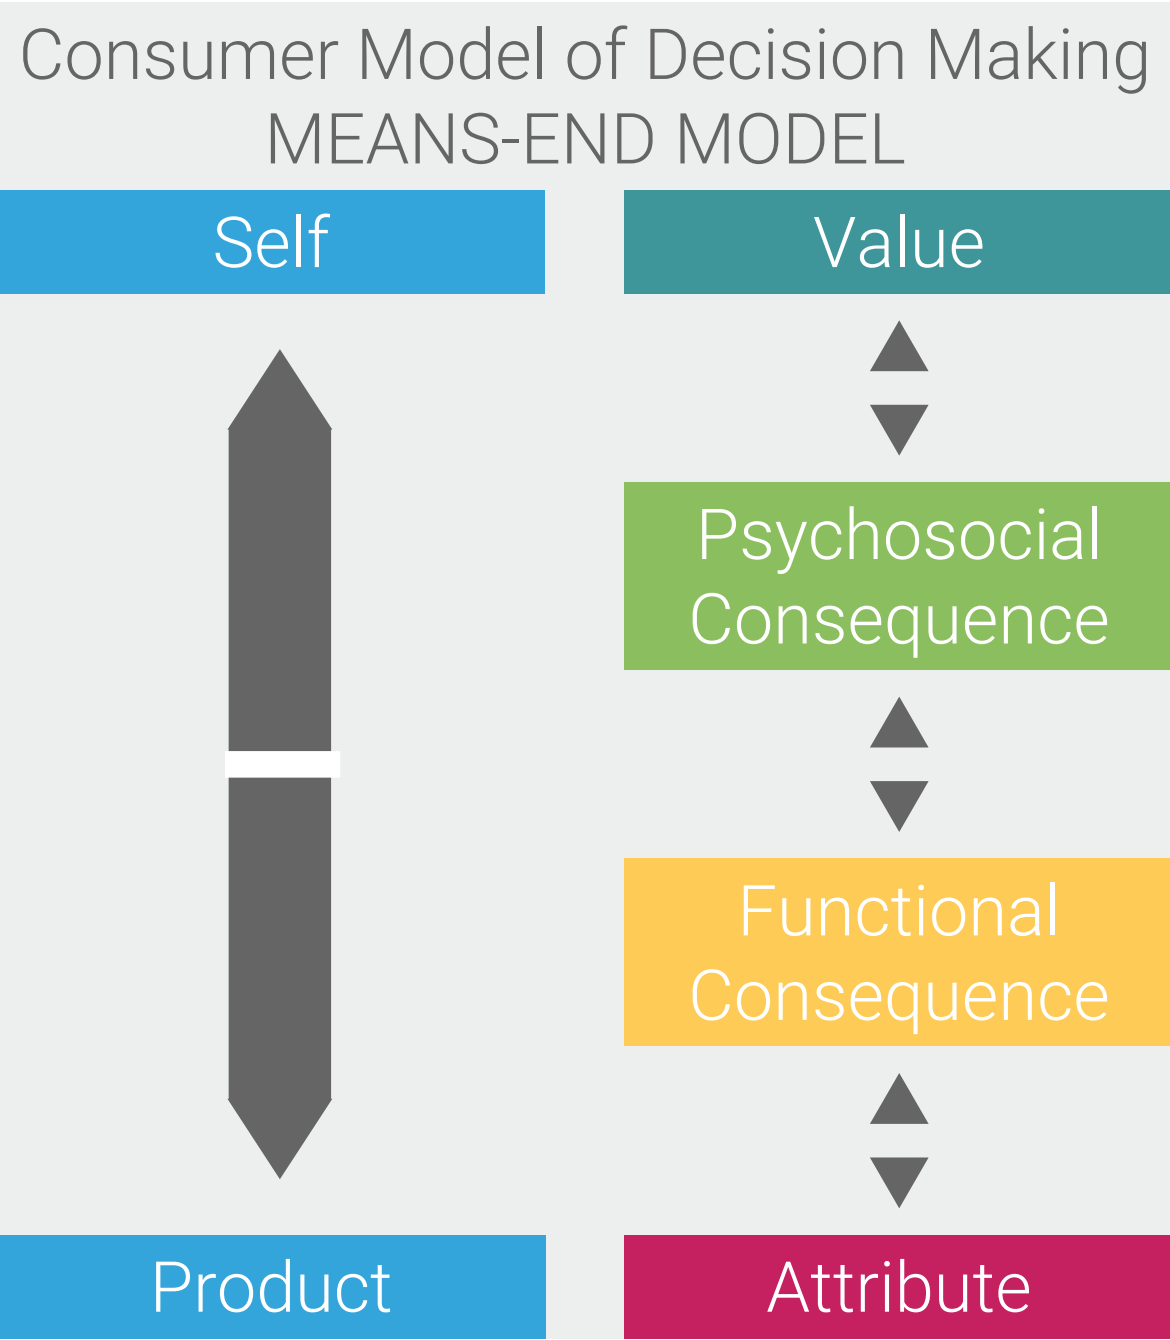 Consumer Model of Decision Making
MEANS-END MODEL
Self
Value
Psychosocial
Consequence
Functional
Consequence
Product
Attribute